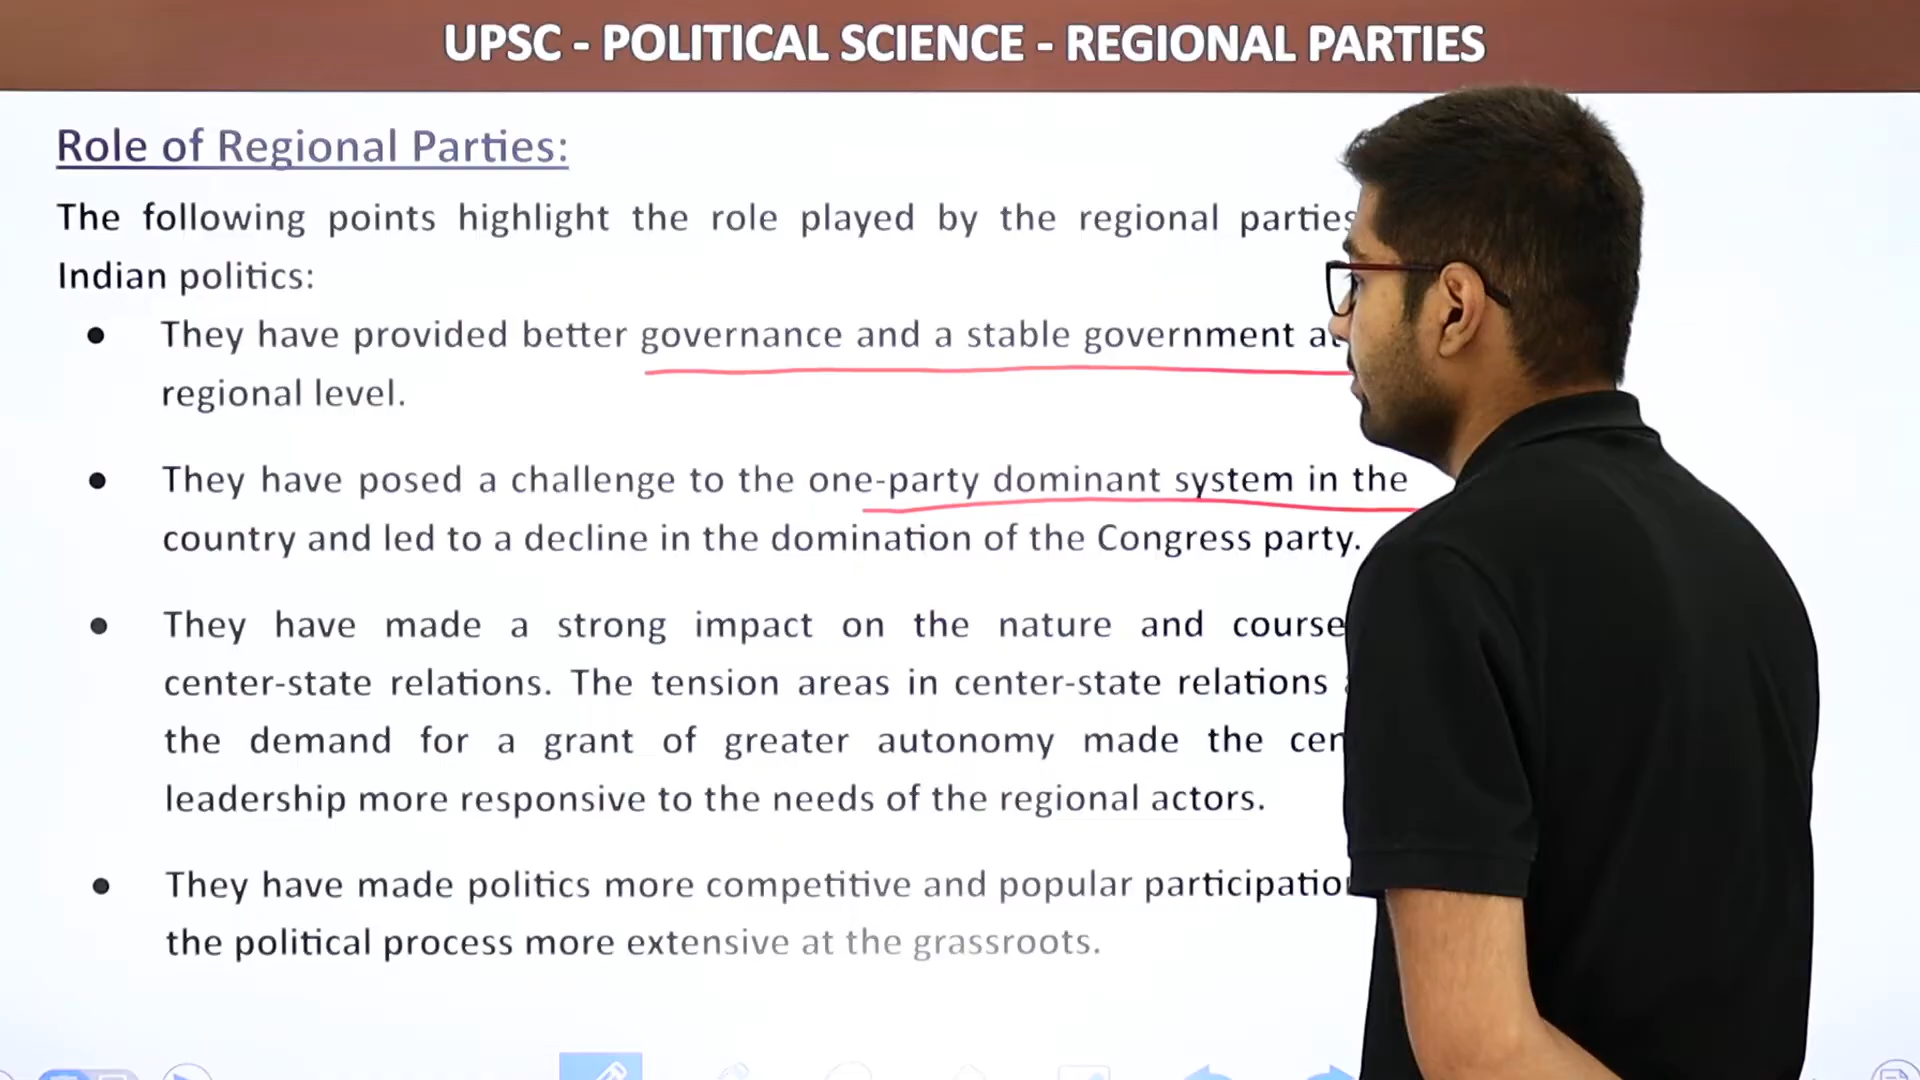 UPSC - POLITICAL SCIENCE - REGIONAL PARTIES
Role of Regional Parties:
The following points highlight the role played by the regional parties
Indian politics:
● They have provided better governance and a stable government
regional level.
● They have posed a challenge to the one-party dominant system in the
country and led to a decline in the domination of the Congress party.
● They have made a strong impact on the nature and course
center-state relations. The tension areas in center-state relations
the demand for a grant of greater autonomy made the
leadership more responsive to the needs of the regional actors.
● They have made politics more competitive and popular
the political process more extensive at the grassroots.